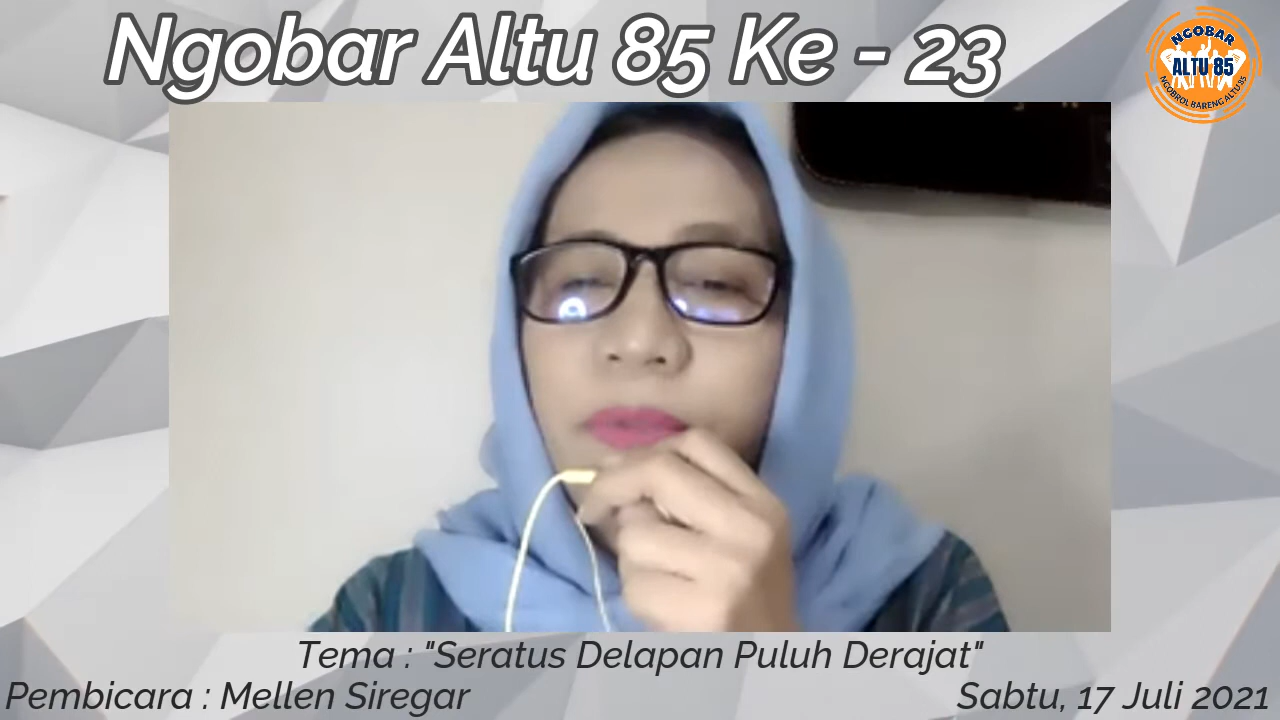 Ngobar Altu 85 Ke - 23
NGOBAR
ALTU 85
NGOBROL BARENG ALTU 85
Tema : "Seratus Delapan Puluh Derajat"
Pembicara : Mellen Siregar
Sabtu, 17 Juli 2021